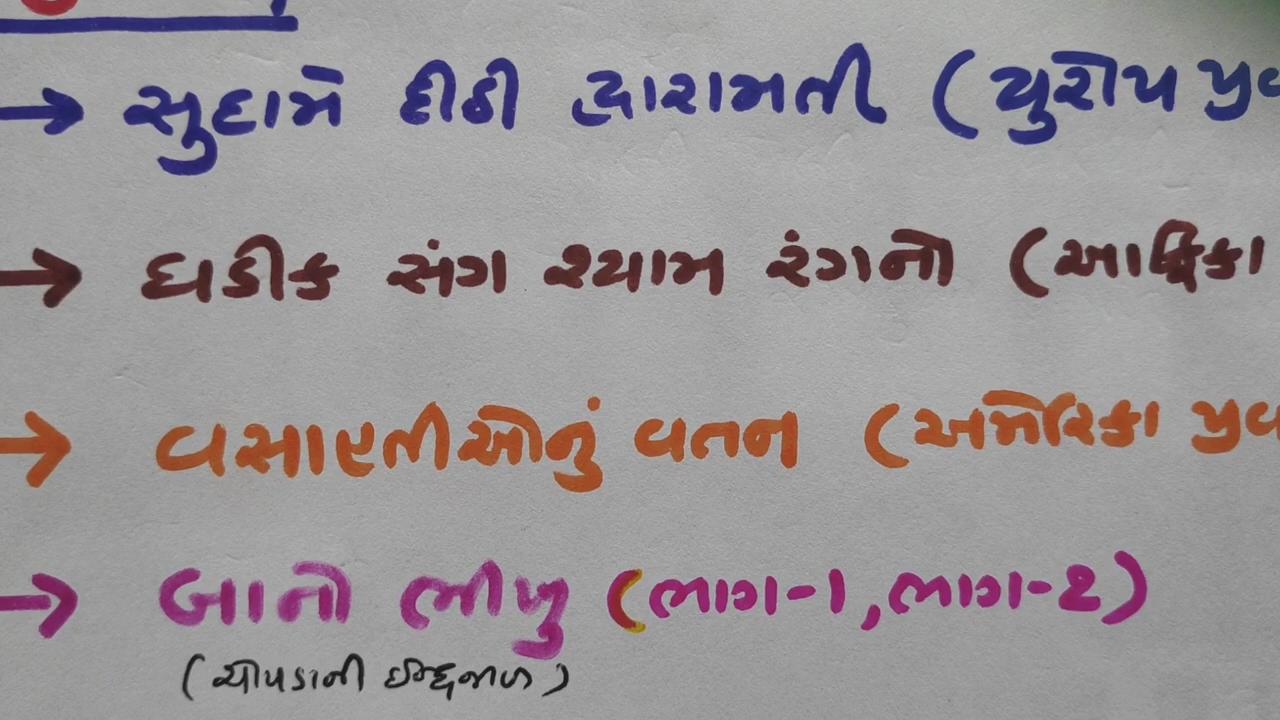 → સુદામે દીઠી દ્વારામતી (યુરોપ પ્રવ
→ ઘડીક સંગ શ્યામ રંગનો (આફ્રિકા
→ વસાહતીઓનું વતન (અમેરિકા પ્રવ
→ બાનો ભીખુ (ભાગ-1, ભાગ-2)
(ચોપડાની ઈન્દ્રજાળ)